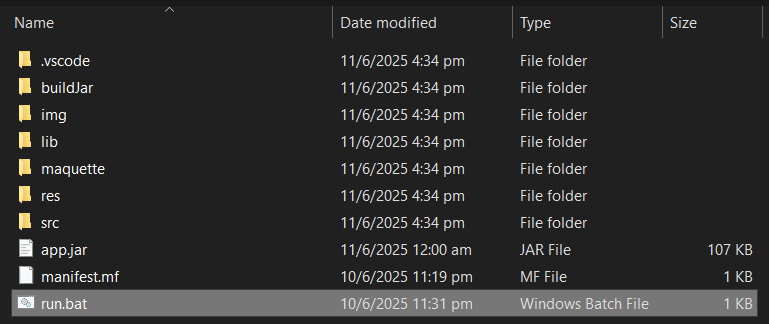 Name Date modified Type Size
.vscode 11/6/2025 4:34 pm File folder
buildJar 11/6/2025 4:34 pm File folder
img 11/6/2025 4:34 pm File folder
lib 11/6/2025 4:34 pm File folder
maquette 11/6/2025 4:34 pm File folder
res 11/6/2025 4:34 pm File folder
src 11/6/2025 4:34 pm File folder
app.jar 11/6/2025 12:00 am JAR File 107 KB
manifest.mf 10/6/2025 11:19 pm MF File 1 KB
run.bat 10/6/2025 11:31 pm Windows Batch File 1 KB